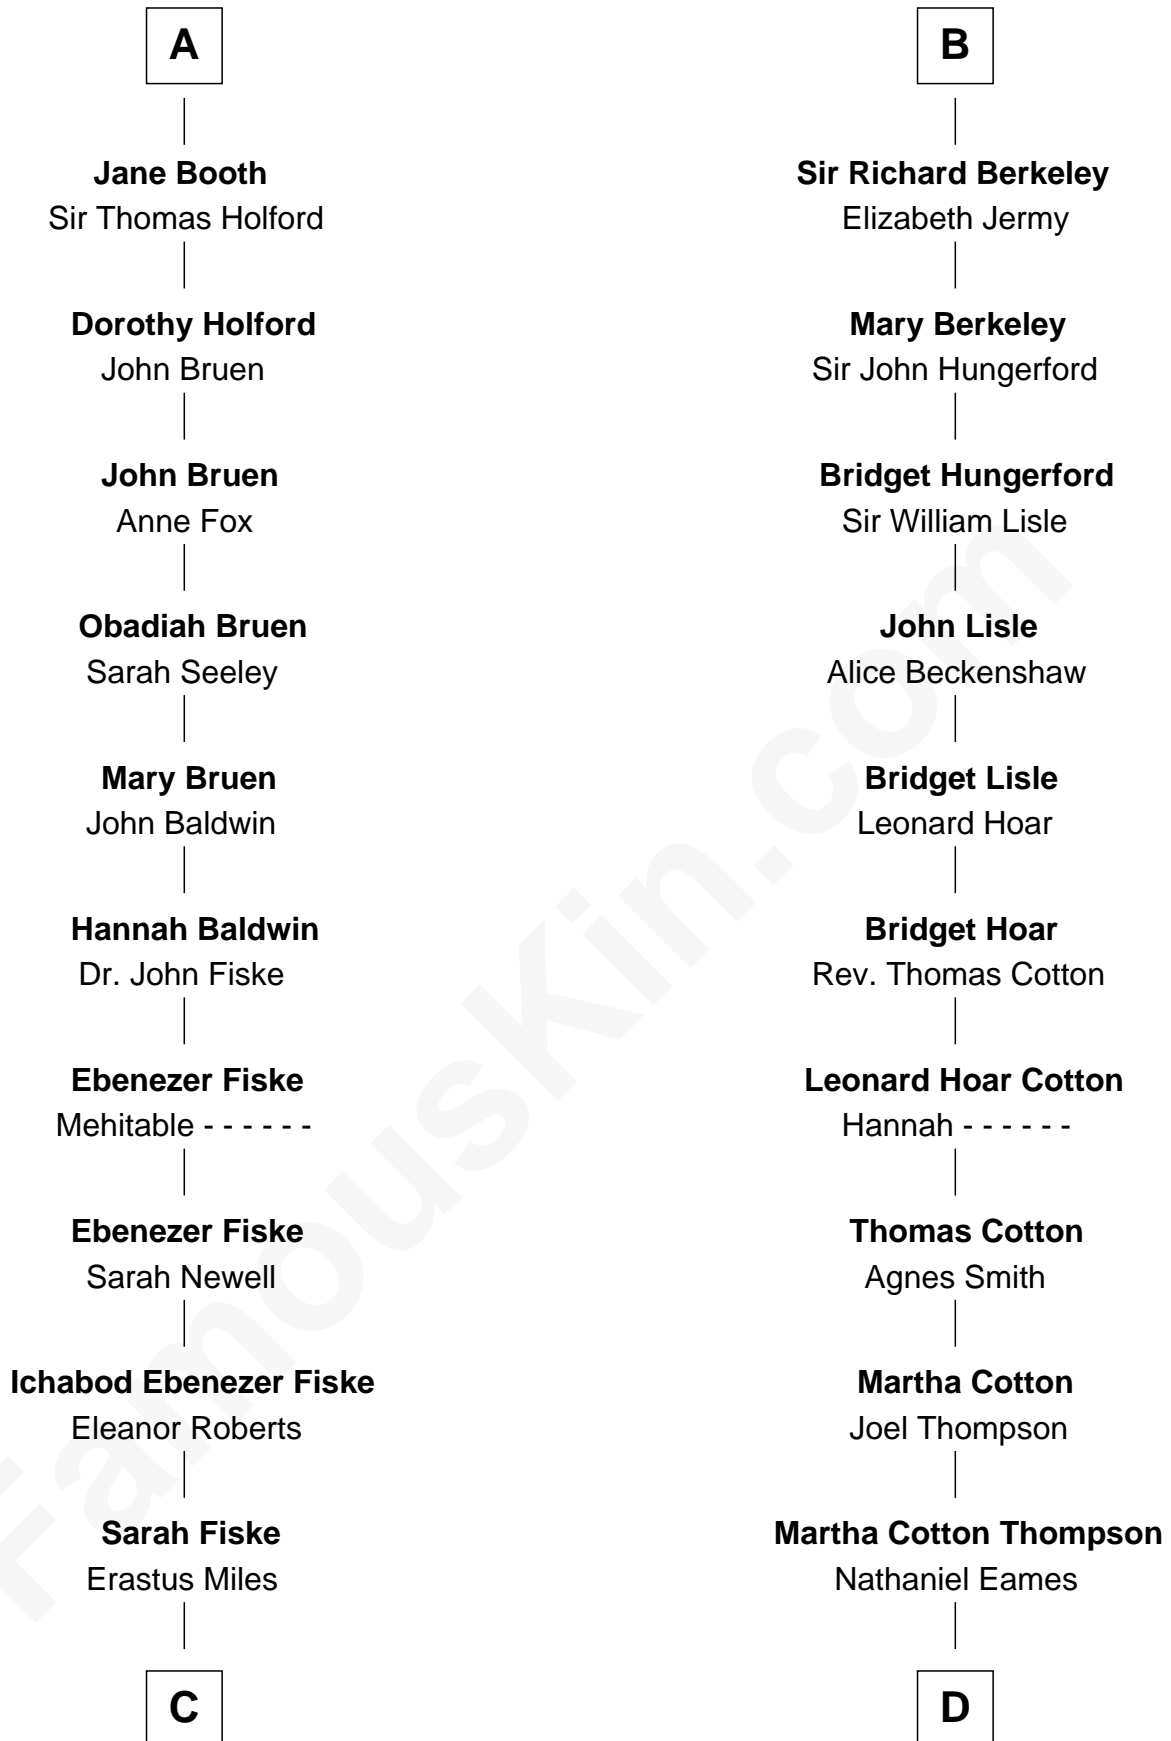 A
Jane Booth
Sir Thomas Holford
Dorothy Holford
John Bruen
John Bruen
Anne Fox
Obadiah Bruen
Sarah Seeley
Mary Bruen
John Baldwin
Hannah Baldwin
Dr. John Fiske
Ebenezer Fiske
Mehitable - - - - - -
Ebenezer Fiske
Sarah Newell
Ichabod Ebenezer Fiske
Eleanor Roberts
Sarah Fiske
Erastus Miles
C
B
Sir Richard Berkeley
Elizabeth Jermy
Mary Berkeley
Sir John Hungerford
Bridget Hungerford
Sir William Lisle
John Lisle
Alice Beckenshaw
Bridget Lisle
Leonard Hoar
Bridget Hoar
Rev. Thomas Cotton
Leonard Hoar Cotton
Hannah - - - - - -
Thomas Cotton
Agnes Smith
Martha Cotton
Joel Thompson
Martha Cotton Thompson
Nathaniel Eames
D
FamousKin.com